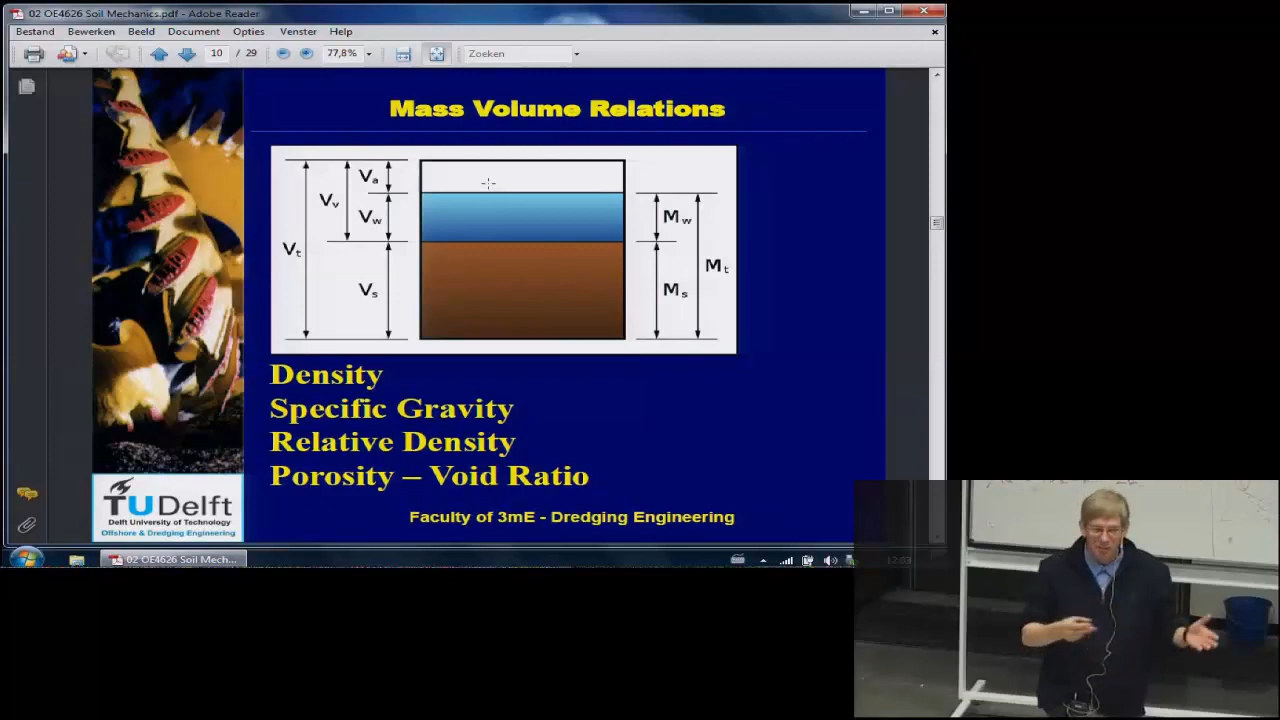 02 OE4626 Soil Mechanics.pdf - Adobe Reader
Bestand Bewerken Beeld Document Opties Venster Help
10 / 29 77,8% Zoeken
Mass Volume Relations
Va
Vv
Vw
Vt
Vs
Mw
Mt
Ms
Density
Specific Gravity
Relative Density
Porosity – Void Ratio
TU Delft
Delft University of Technology
Offshore & Dredging Engineering
Faculty of 3mE - Dredging Engineering
02 OE4626 Soil Mech...
12:03